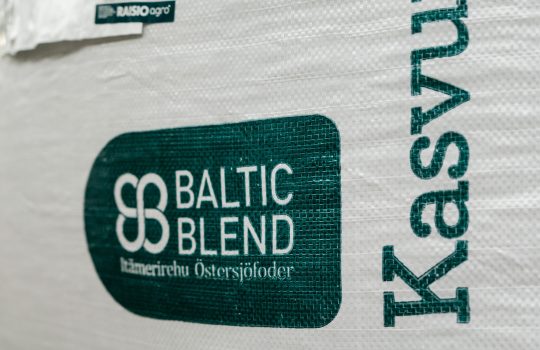 RAISIOagro
BALTIC
BLEND
Itämerirehu Östersjöfoder
Kasvu